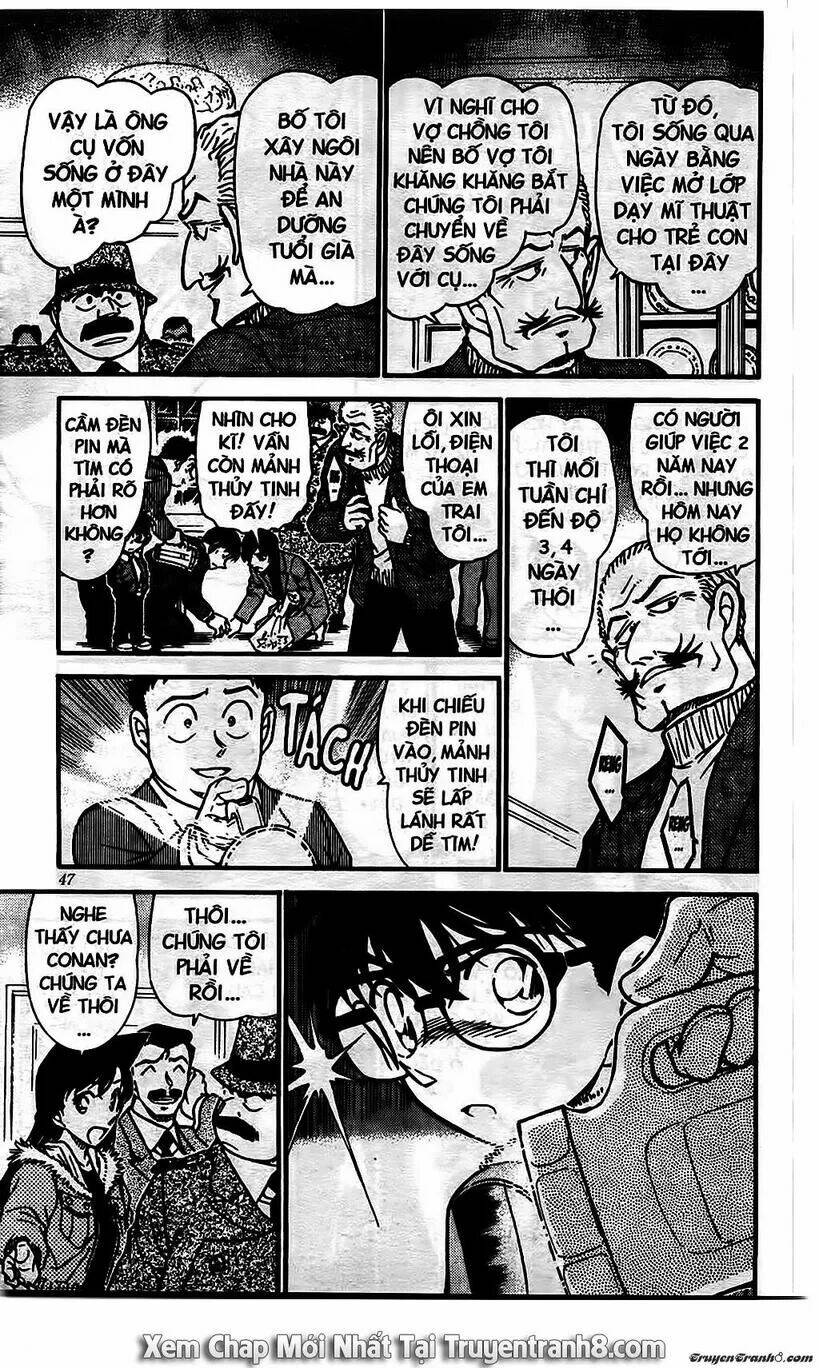 TỪ ĐÓ,
TÔI SỐNG QUA
NGÀY BẰNG
VIỆC MỞ LỚP
DẠY MĨ THUẬT
CHO TRẺ CON
TẠI ĐÂY
...
VÌ NGHĨ CHO
VỢ CHỒNG TÔI
NÊN BỐ VỢ TÔI
KHĂNG KHĂNG BẮT
CHÚNG TÔI PHẢI
CHUYỂN VỀ
ĐÂY SỐNG
VỚI CỤ...
BỐ TÔI
XÂY NGÔI
NHÀ NÀY
ĐỂ AN
DƯỠNG
TUỔI GIÀ
MÀ...
VẬY LÀ ÔNG
CỤ VỐN
SỐNG Ở ĐÂY
MỘT MÌNH
À?
CÓ NGƯỜI
GIÚP VIỆC 2
NĂM NAY
RỒI... NHƯNG
HÔM NAY
HỌ KHÔNG
TỚI...
TÔI
THÌ MỖI
TUẦN CHỈ
ĐẾN ĐỘ
3, 4
NGÀY
THÔI
...
RENG
...
RENG
...
ÔI XIN
LỖI, ĐIỆN
THOẠI
CỦA EM
TRAI
TÔI...
NHÌN CHO
KĨ! VẪN
CÒN MẢNH
THỦY TINH
ĐẤY!
CẦM ĐÈN
PIN MÀ
TÌM CÓ
PHẢI RÕ
HƠN
KHÔNG
?
KHI CHIẾU
ĐÈN PIN
VÀO, MẢNH
THỦY TINH
SẼ LẤP
LÁNH RẤT
DỄ TÌM!
TÁCH
47
THÔI...
CHÚNG TÔI
PHẢI VỀ
RỒI...
NGHE
THẤY CHƯA
CONAN?
CHÚNG TA
VỀ THÔI
...
Xem Chap Mới Nhất Tại Truyentranh8.com
TruyenTranh8.com